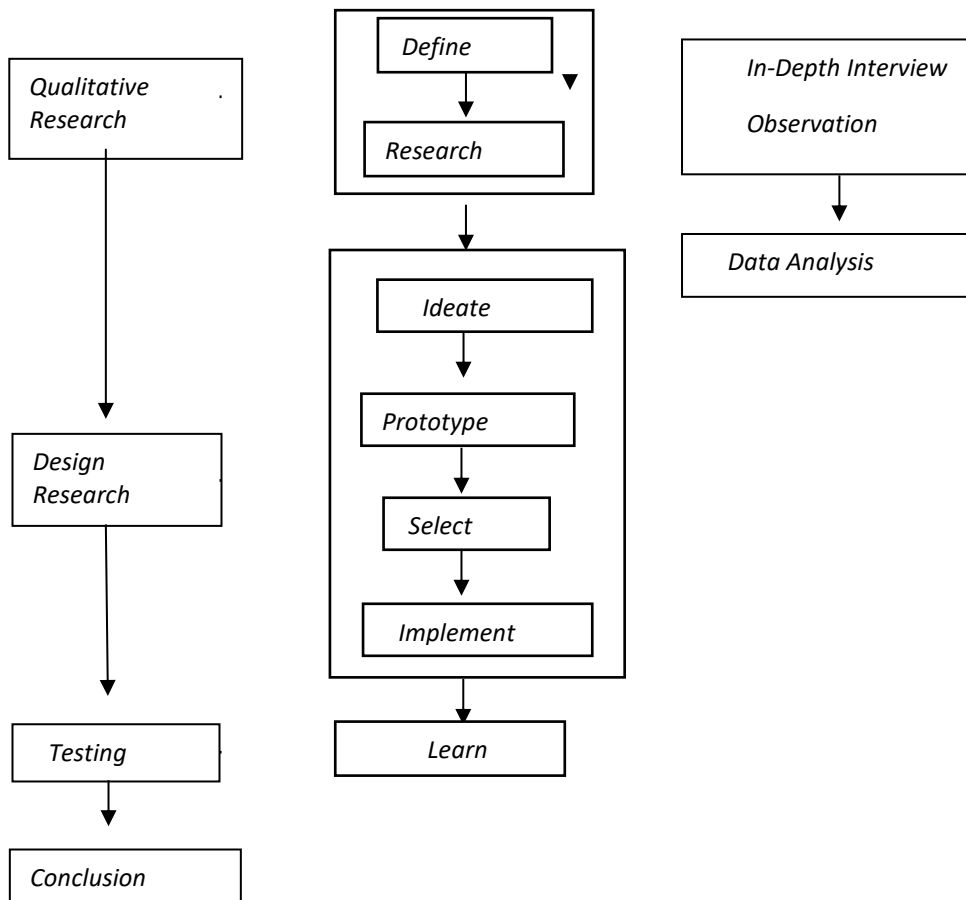 Qualitative
Research
Design
Research
Testing
Conclusion
Define
Research
Ideate
Prototype
Select
Implement
Learn
In-Depth Interview
Observation
Data Analysis